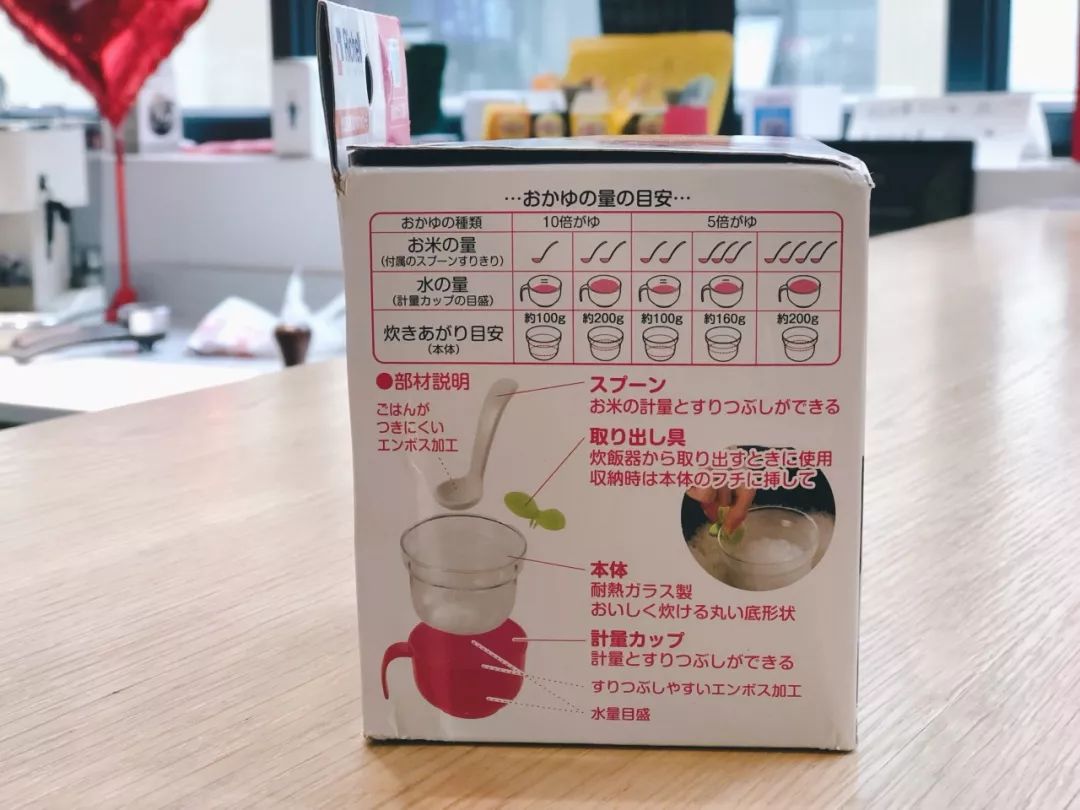 Richell
…おかゆの量の目安…
おかゆの種類 10倍がゆ 5倍がゆ
お米の量
(付属のスプーンすりきり)
水の量
(計量カップの目盛)
炊きあがり目安
(本体)
約100g 約200g 約100g 約160g 約200g
●部材説明
ごはんが
つきにくい
エンボス加工
スプーン
お米の計量とすりつぶしができる
取り出し具
炊飯器から取り出すときに使用
収納時は本体のフチに挿して
本体
耐熱ガラス製
おいしく炊ける丸い底形状
計量カップ
計量とすりつぶしができる
すりつぶしやすいエンボス加工
水量目盛